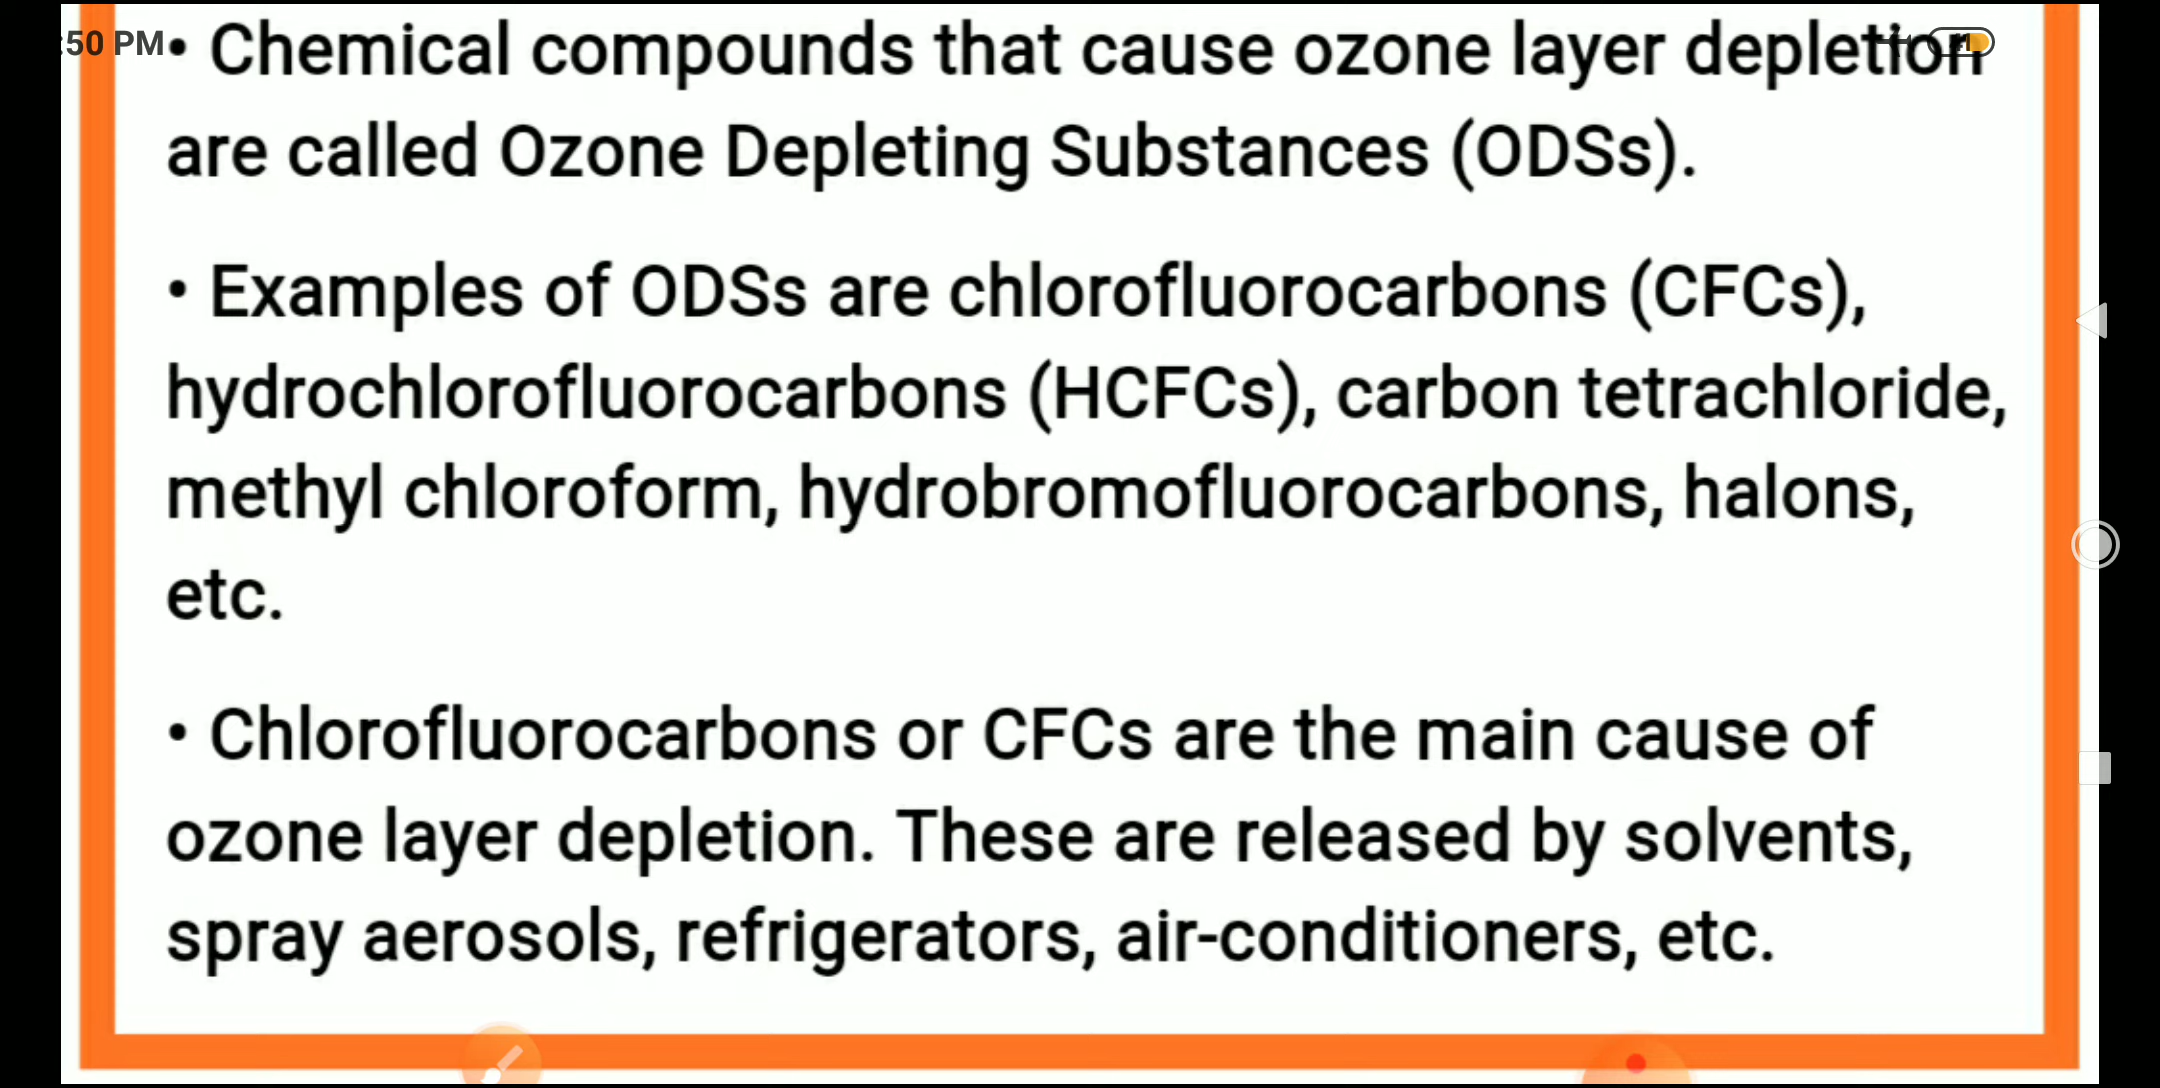 :50 PM
• Chemical compounds that cause ozone layer depletion
are called Ozone Depleting Substances (ODSs).
• Examples of ODSs are chlorofluorocarbons (CFCs),
hydrochlorofluorocarbons (HCFCs), carbon tetrachloride,
methyl chloroform, hydrobromofluorocarbons, halons,
etc.
• Chlorofluorocarbons or CFCs are the main cause of
ozone layer depletion. These are released by solvents,
spray aerosols, refrigerators, air-conditioners, etc.